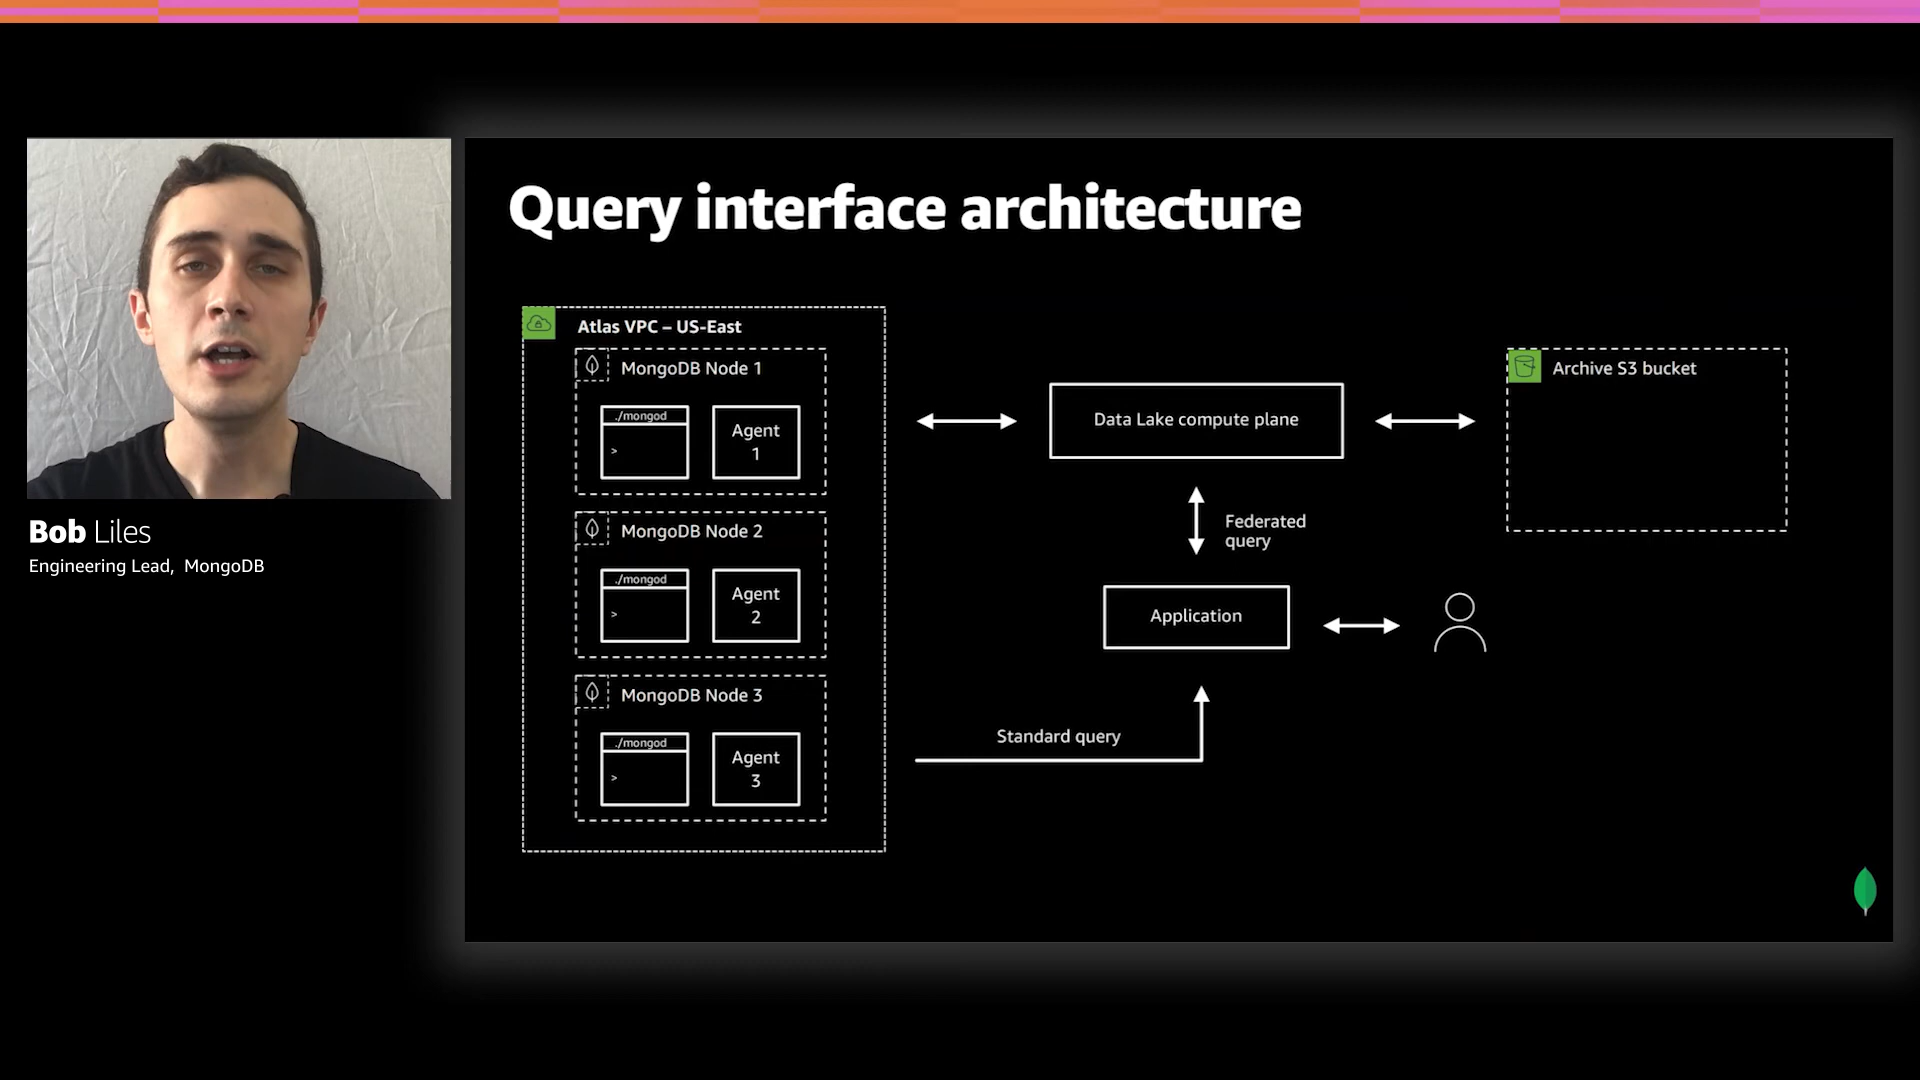 Query interface architecture
Bob Liles
Engineering Lead, MongoDB
Atlas VPC – US-East
MongoDB Node 1
./mongod
>
Agent
1
MongoDB Node 2
./mongod
>
Agent
2
MongoDB Node 3
./mongod
>
Agent
3
Data Lake compute plane
Archive S3 bucket
Federated
query
Application
Standard query